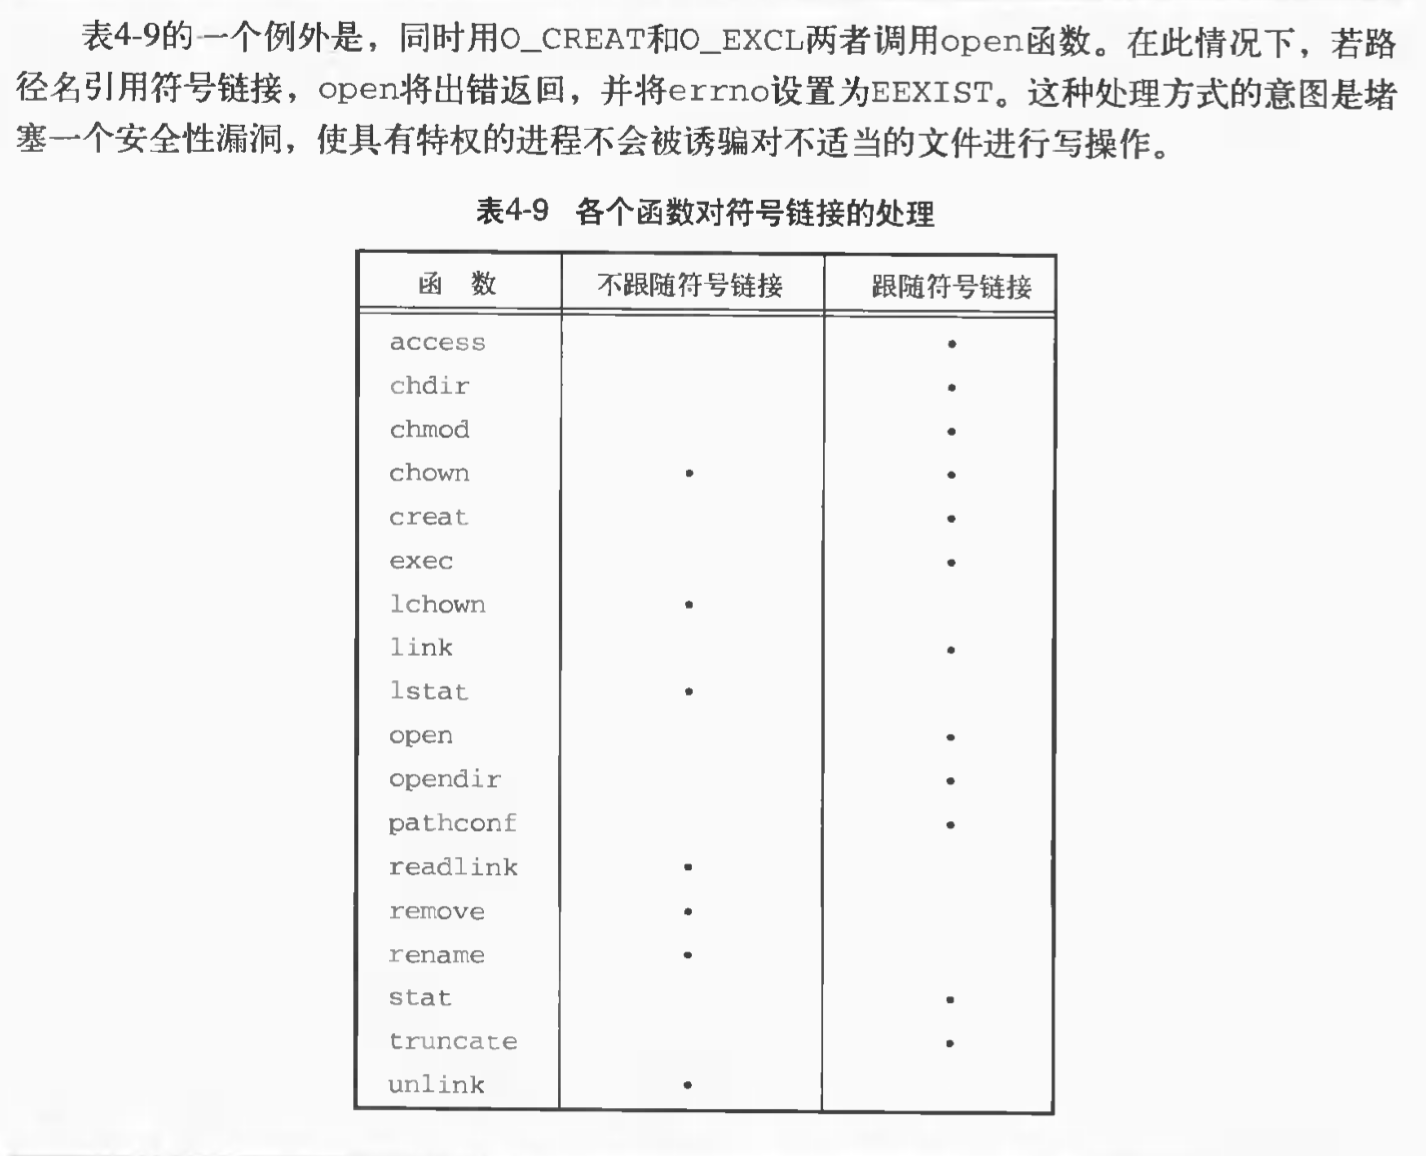 表4-9的一个例外是，同时用O_CREAT和O_EXCL两者调用open函数。在此情况下，若路
径名引用符号链接，open将出错返回，并将errno设置为EEXIST。这种处理方式的意图是堵
塞一个安全性漏洞，使具有特权的进程不会被诱骗对不适当的文件进行写操作。
表4-9 各个函数对符号链接的处理
函 数 不跟随符号链接 跟随符号链接
access •
chdir •
chmod •
chown • •
creat •
exec •
lchown •
link •
lstat •
open •
opendir •
pathconf •
readlink •
remove •
rename •
stat •
truncate •
unlink •